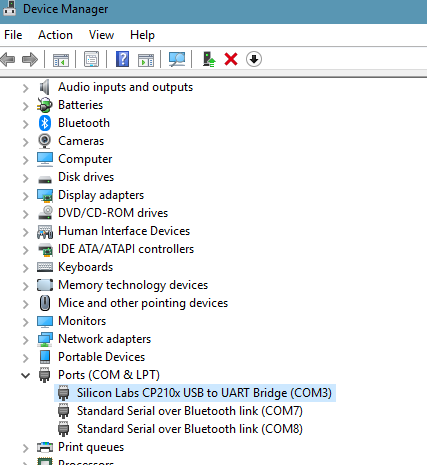 Device Manager
File Action View Help
Audio inputs and outputs
Batteries
Bluetooth
Cameras
Computer
Disk drives
Display adapters
DVD/CD-ROM drives
Human Interface Devices
IDE ATA/ATAPI controllers
Keyboards
Memory technology devices
Mice and other pointing devices
Monitors
Network adapters
Portable Devices
Ports (COM & LPT)
Silicon Labs CP210x USB to UART Bridge (COM3)
Standard Serial over Bluetooth link (COM7)
Standard Serial over Bluetooth link (COM8)
Print queues
Processors